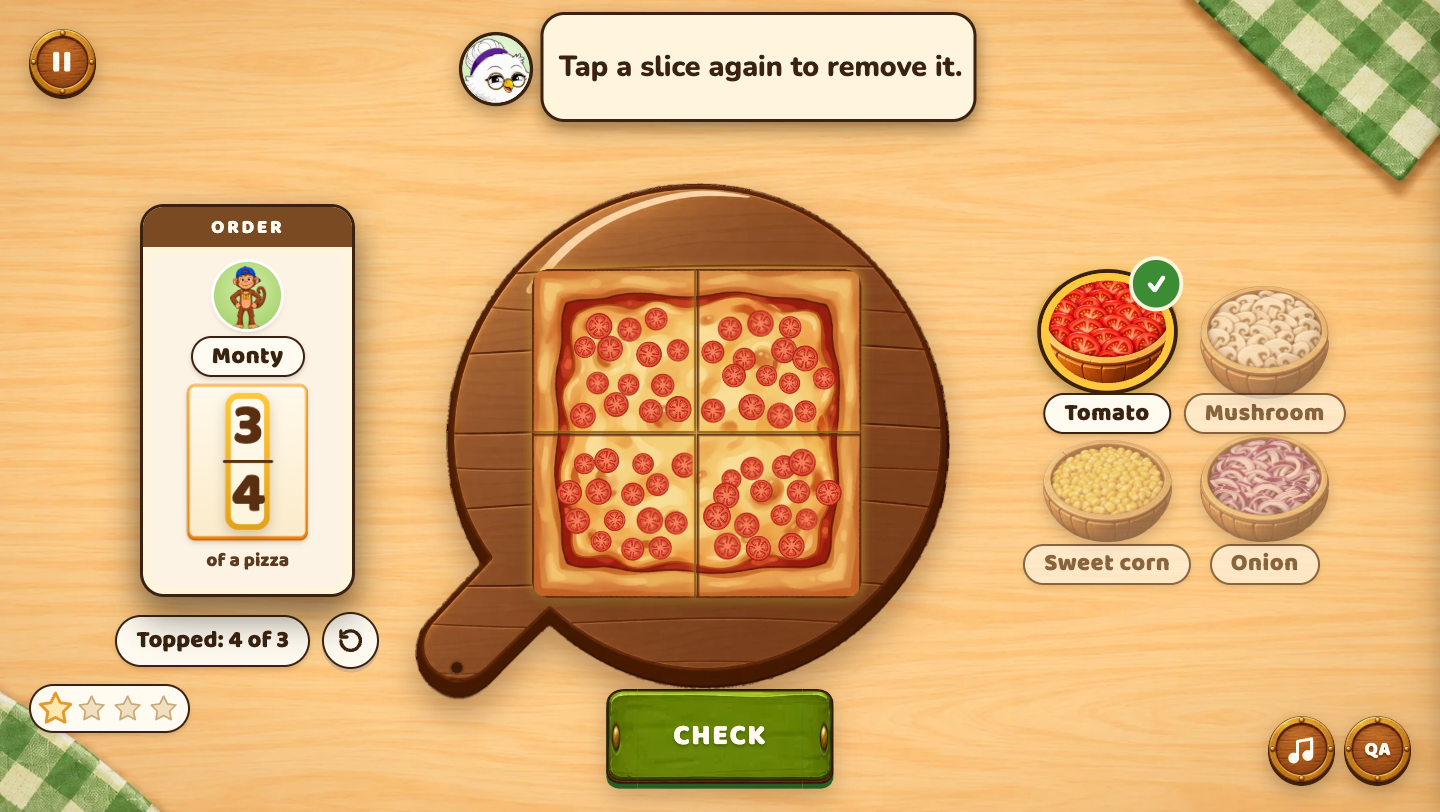 Tap a slice again to remove it.
ORDER
Monty
3
4
of a pizza
Topped: 4 of 3
Tomato
Mushroom
Sweet corn
Onion
CHECK
QA